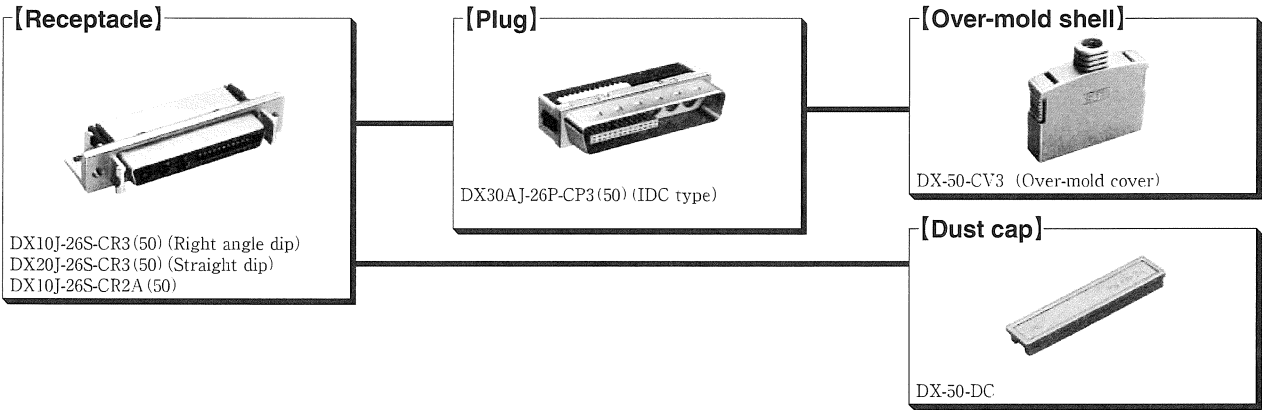 【Receptacle】
DX10J-26S-CR3(50)(Right angle dip)
DX20J-26S-CR3(50)(Straight dip)
DX10J-26S-CR2A(50)
【Plug】
DX30AJ-26P-CP3(50)(IDC type)
【Over-mold shell】
DX-50-CV3 (Over-mold cover)
【Dust cap】
DX-50-DC